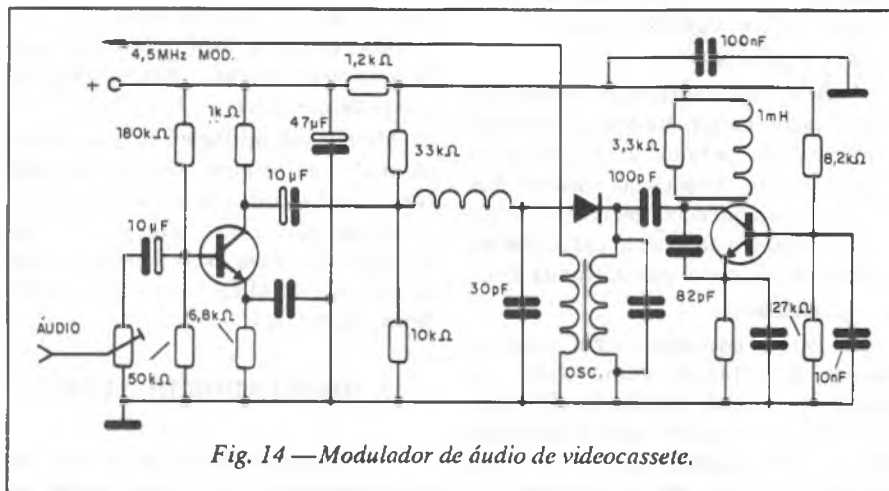 4,5MHz MOD.
+
1,2kΩ
100nF
180kΩ
1kΩ
47µF
33kΩ
3,3kΩ
1mH
8,2kΩ
10µF
10µF
100pF
ÁUDIO
50kΩ
6,8kΩ
10kΩ
30pF
OSC.
82pF
27kΩ
10nF
Fig. 14 — Modulador de áudio de videocassete.